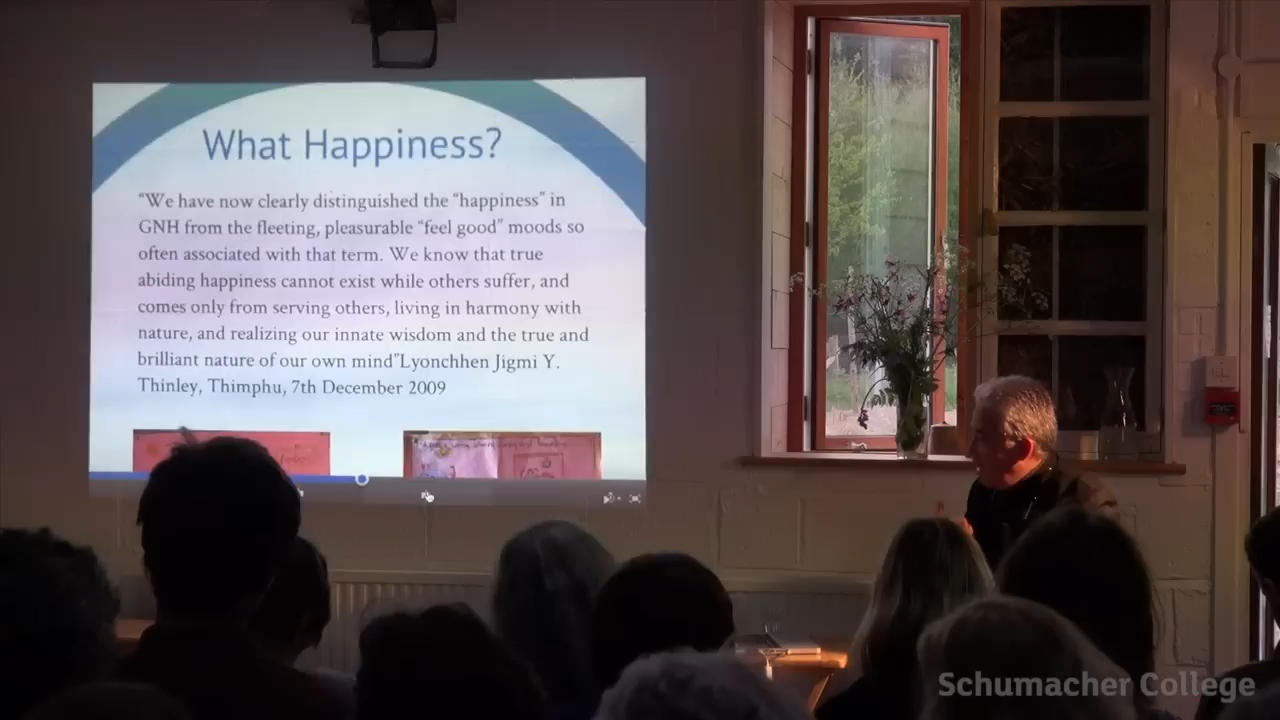 What Happiness?
"We have now clearly distinguished the "happiness" in
GNH from the fleeting, pleasurable "feel good" moods so
often associated with that term. We know that true
abiding happiness cannot exist while others suffer, and
comes only from serving others, living in harmony with
nature, and realizing our innate wisdom and the true and
brilliant nature of our own mind"Lyonchhen Jigmi Y.
Thinley, Thimphu, 7th December 2009
Schumacher College